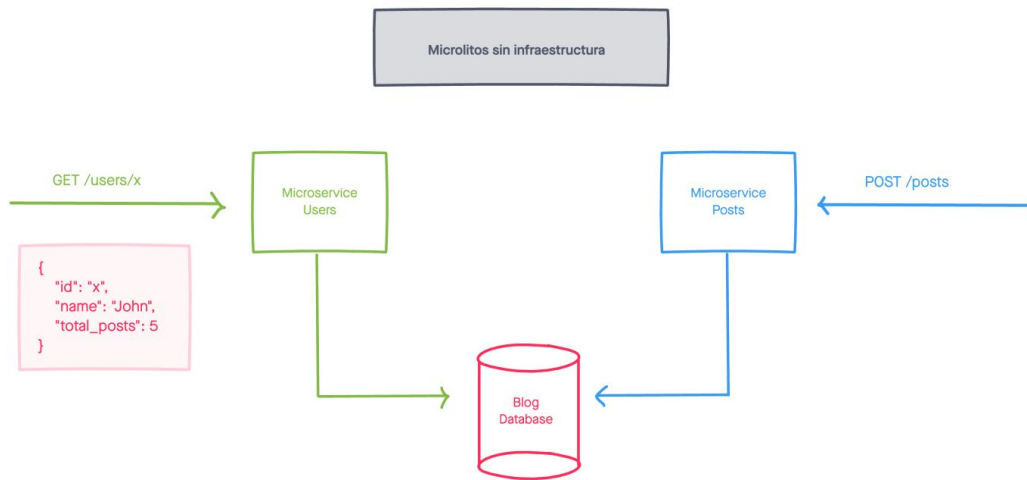 Microlitos sin infraestructura
GET /users/x
Microservice
Users
Microservice
Posts
POST /posts
{
"id": "x",
"name": "John",
"total_posts": 5
}
Blog
Database